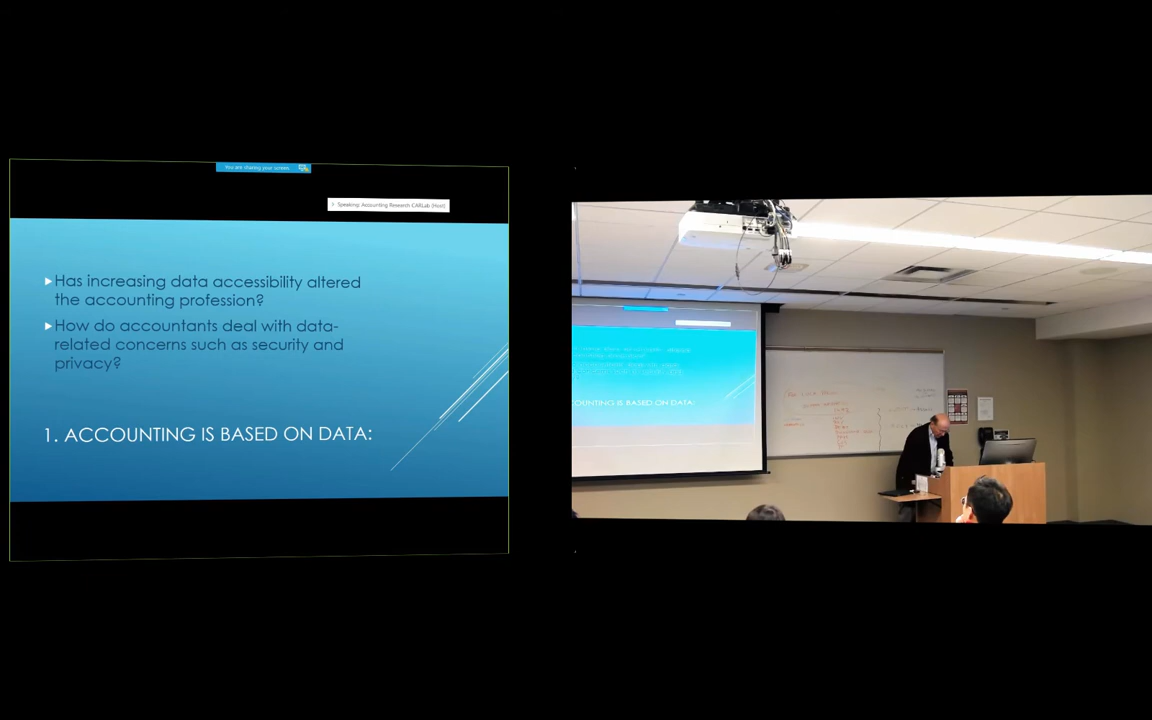 You are sharing your screen
Speaking: Accounting Research CARLab (Host)
Has increasing data accessibility altered
the accounting profession?
How do accountants deal with data-
related concerns such as security and
privacy?
1. ACCOUNTING IS BASED ON DATA:
OUNTING IS BASED ON DATA: